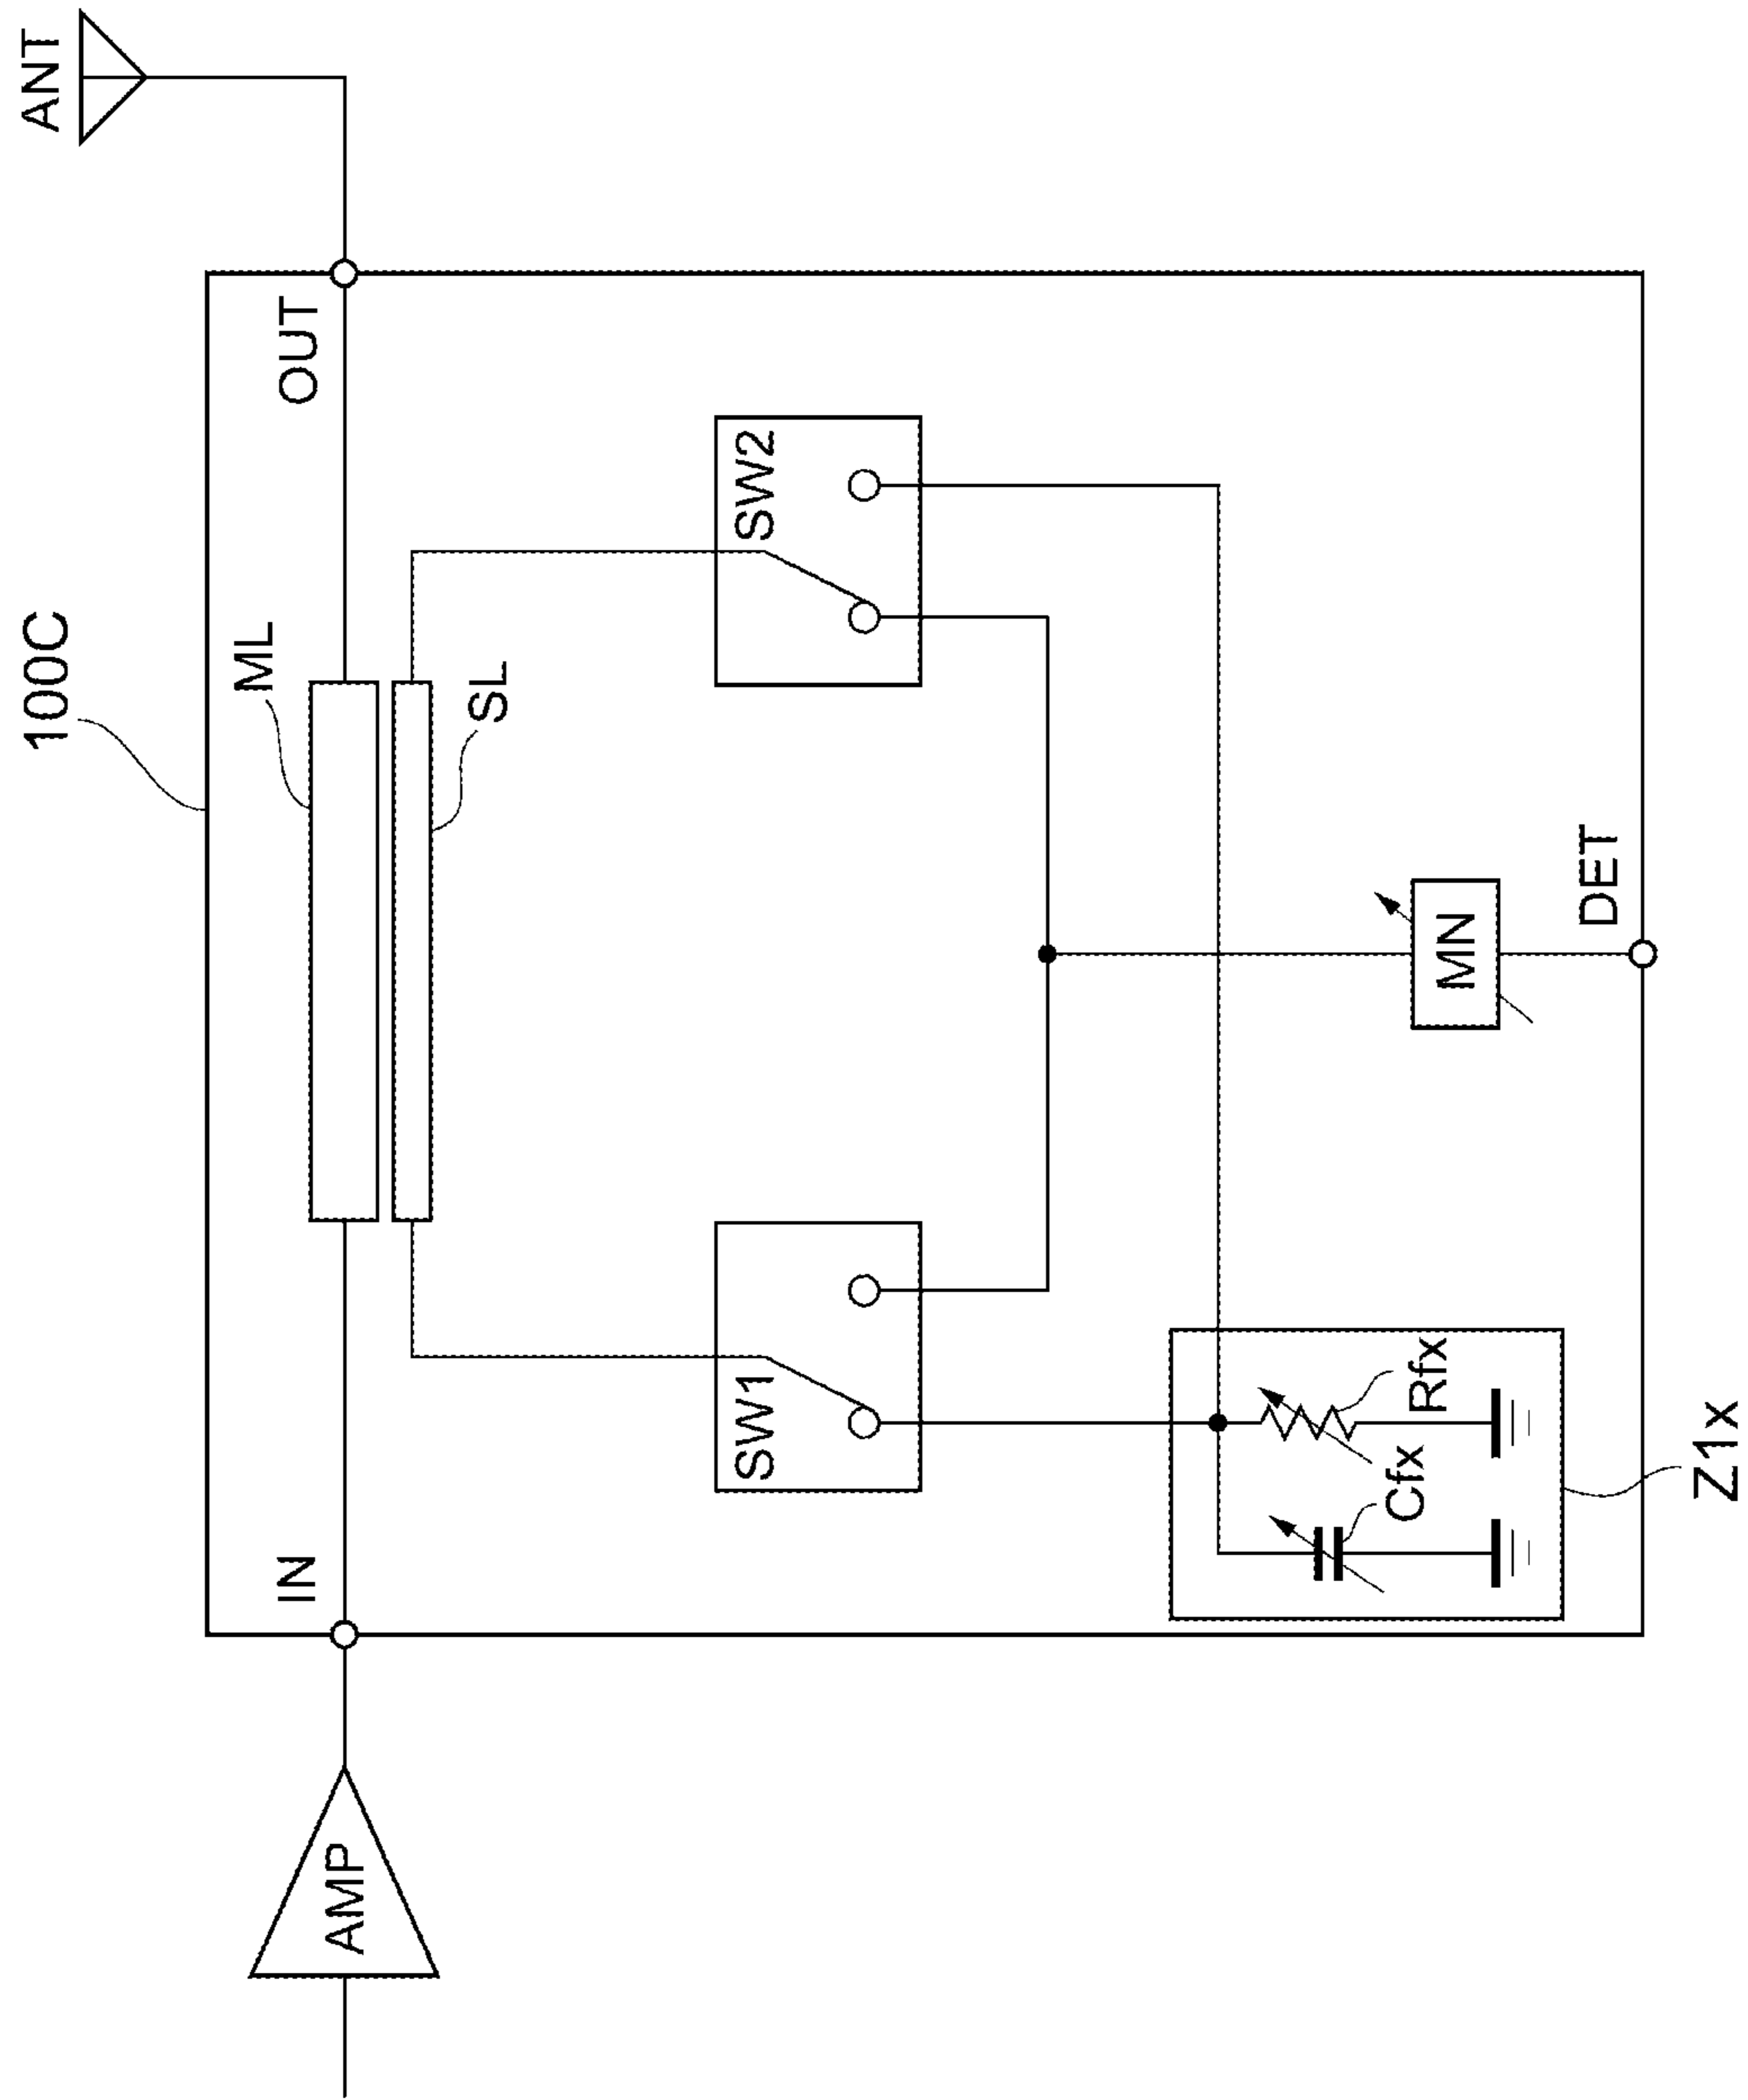 100C
ANT
ML
IN
OUT
SL
AMP
SW1
SW2
Cfx
Rfx
MN
DET
Z1x